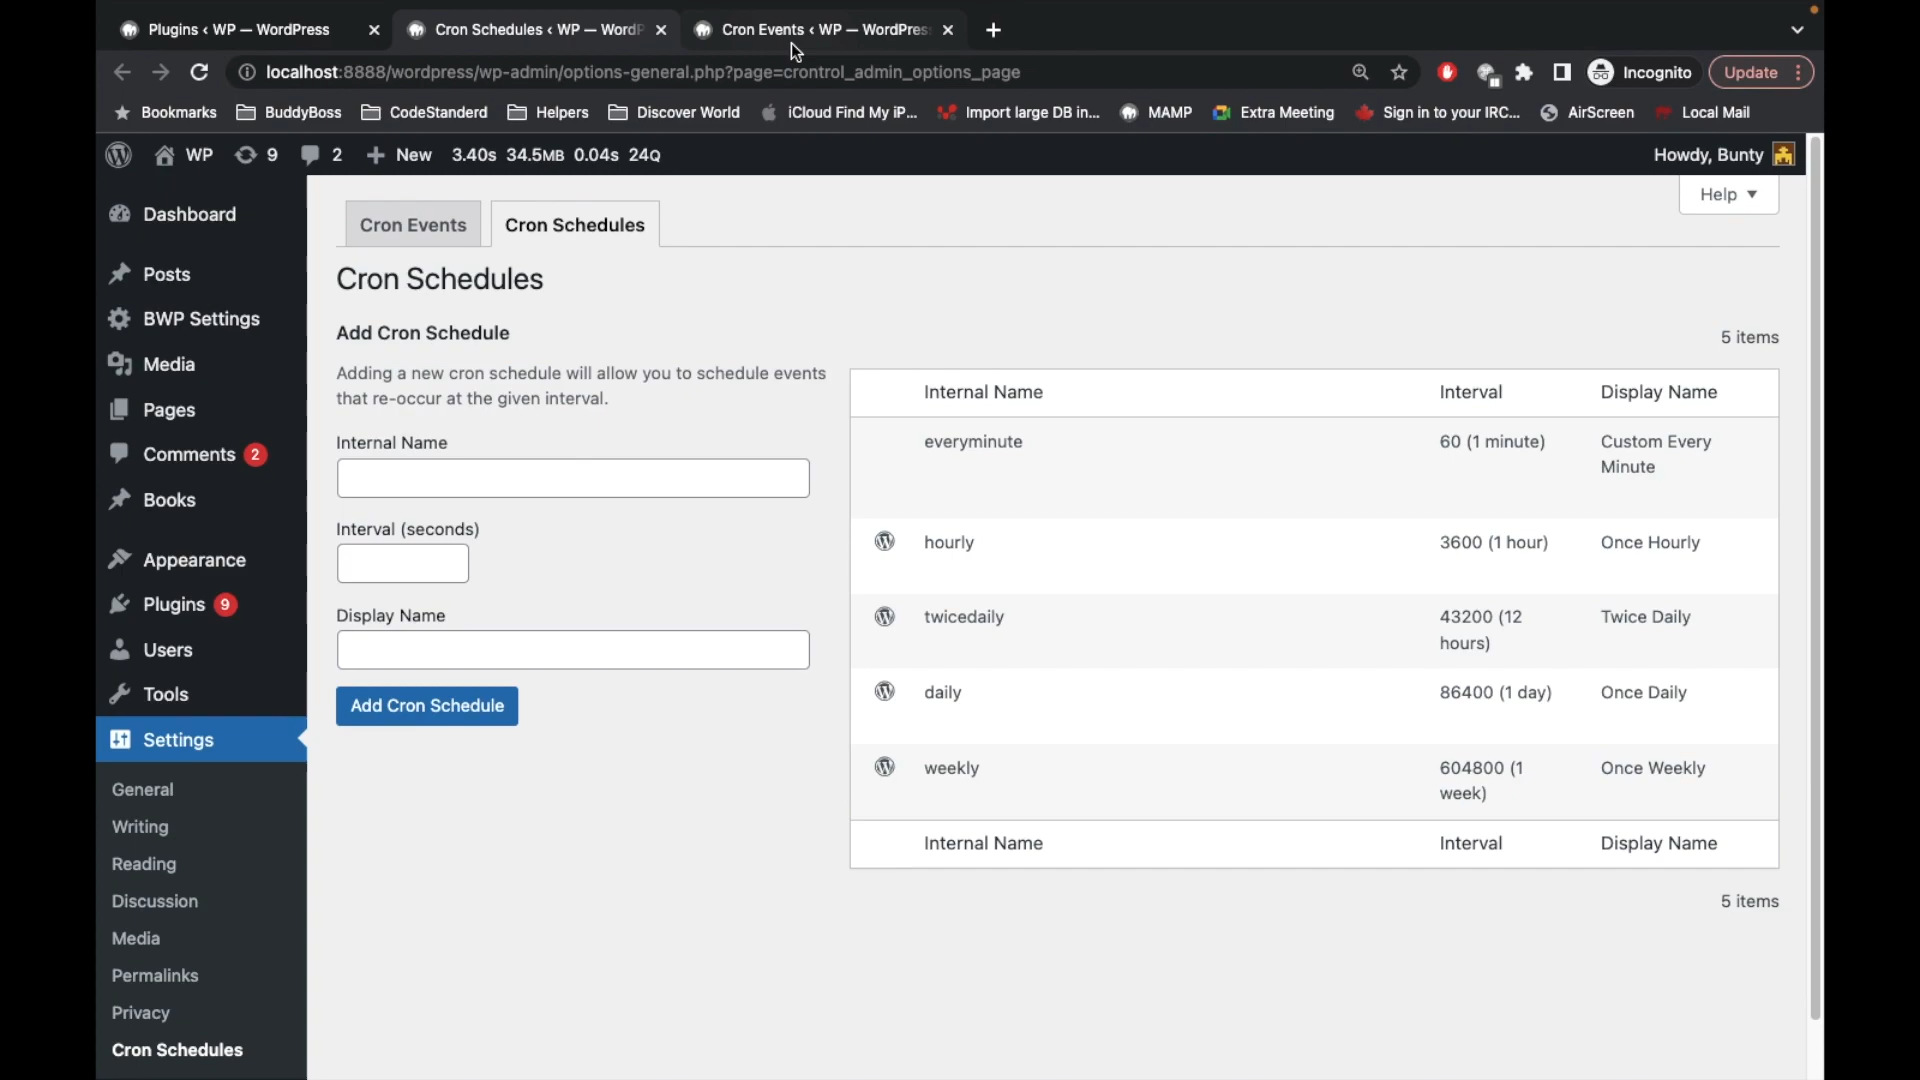 Plugins ‹ WP — WordPress
Cron Schedules ‹ WP — WordP
Cron Events ‹ WP — WordPres
localhost:8888/wordpress/wp-admin/options-general.php?page=crontrol_admin_options_page
Incognito
Update
Bookmarks
BuddyBoss
CodeStanderd
Helpers
Discover World
iCloud Find My iP...
Import large DB in...
MAMP
Extra Meeting
Sign in to your IRC...
AirScreen
Local Mail
WP
9
2
New
3.40s 34.5MB 0.04s 24Q
Howdy, Bunty
Help
Dashboard
Posts
BWP Settings
Media
Pages
Comments 2
Books
Appearance
Plugins 9
Users
Tools
Settings
General
Writing
Reading
Discussion
Media
Permalinks
Privacy
Cron Schedules
Cron Events
Cron Schedules
Cron Schedules
Add Cron Schedule
Adding a new cron schedule will allow you to schedule events
that re-occur at the given interval.
Internal Name
Interval (seconds)
Display Name
Add Cron Schedule
5 items
Internal Name Interval Display Name
everyminute 60 (1 minute) Custom Every
Minute
hourly 3600 (1 hour) Once Hourly
twicedaily 43200 (12 Twice Daily
hours)
daily 86400 (1 day) Once Daily
weekly 604800 (1 Once Weekly
week)
Internal Name Interval Display Name
5 items